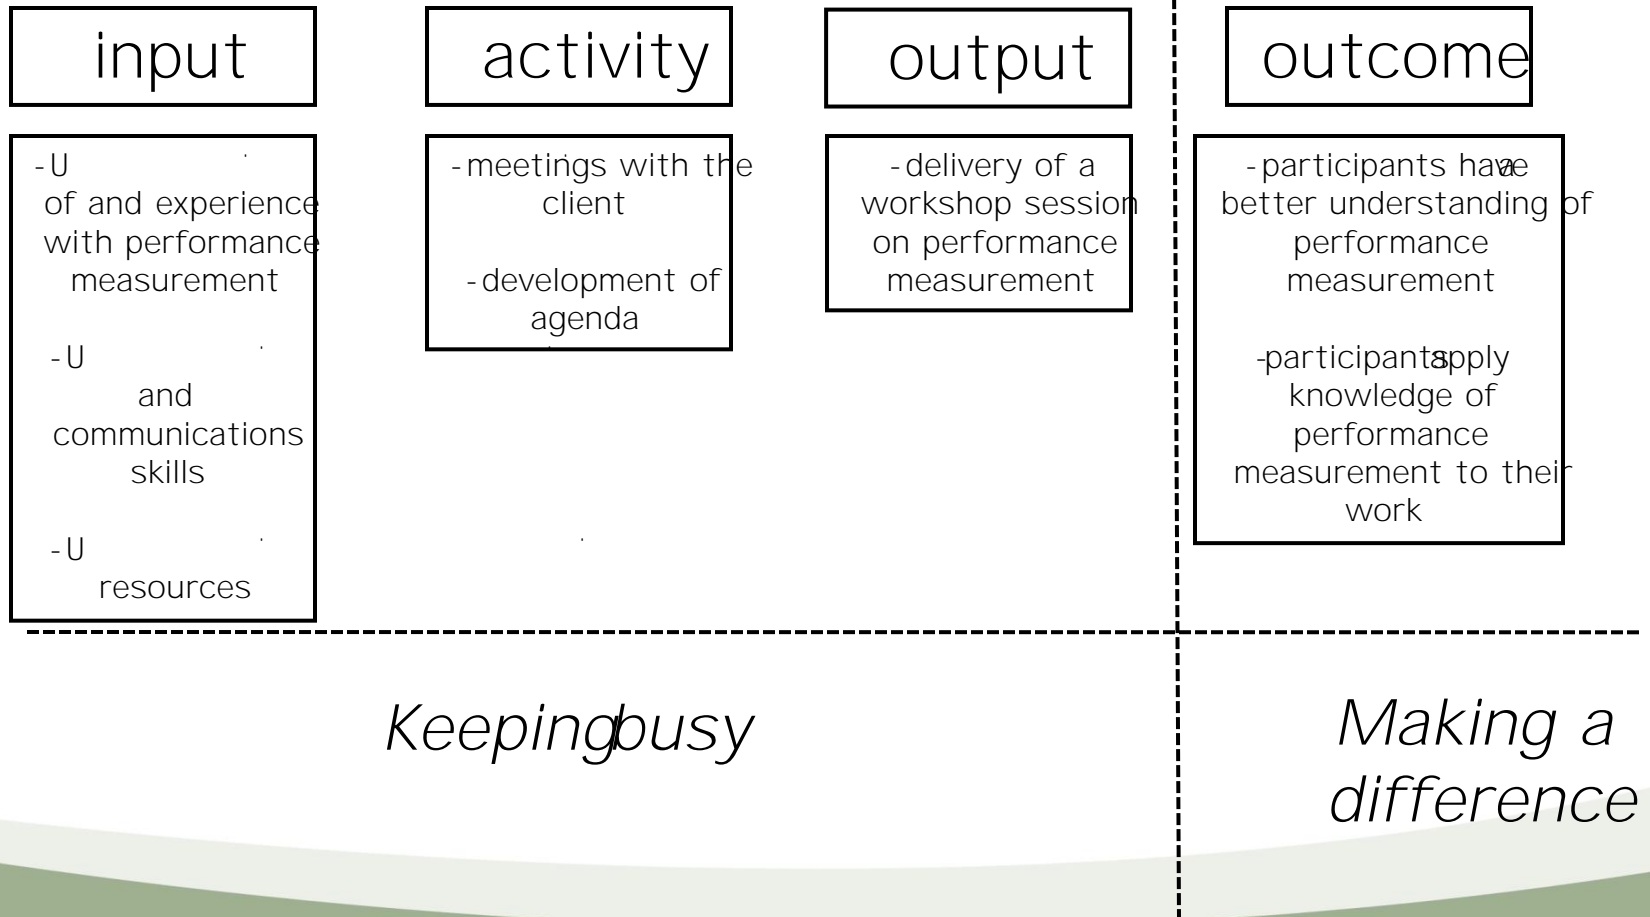 input
activity
output
outcome
-U
of and experience
with performance
measurement
-U
and
communications
skills
-U
resources
-meetings with the
client
-development of
agenda
-delivery of a
workshop session
on performance
measurement
-participants have a
better understanding of
performance
measurement
-participants apply
knowledge of
performance
measurement to their
work
Keeping busy
Making a
difference